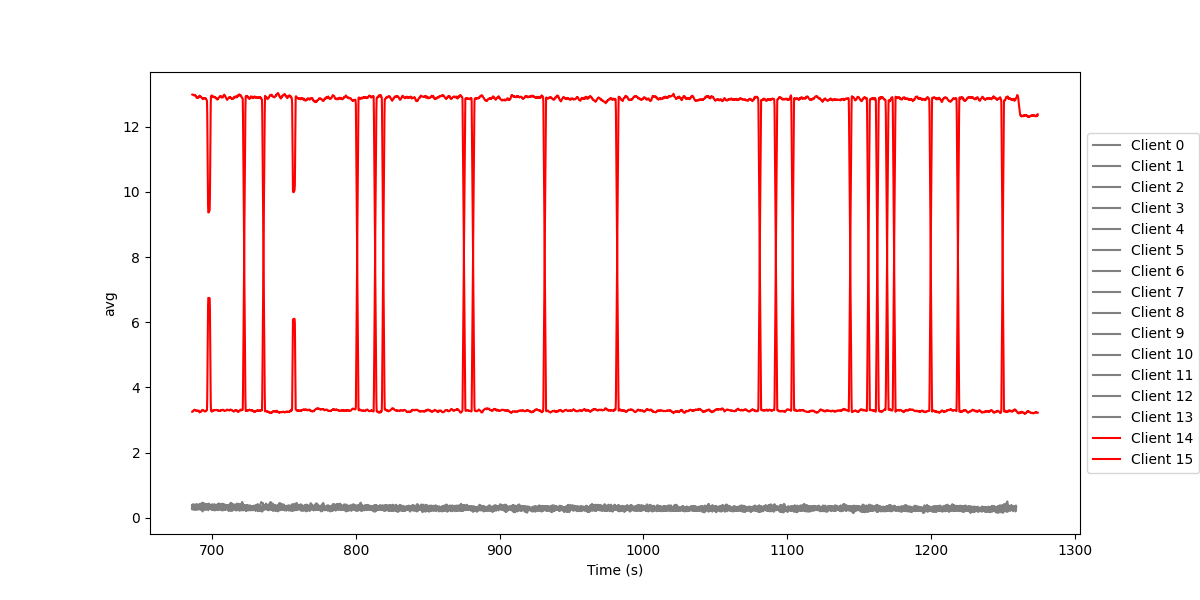 avg
12
10
8
6
4
2
0
700 800 900 1000 1100 1200 1300
Time (s)
Client 0
Client 1
Client 2
Client 3
Client 4
Client 5
Client 6
Client 7
Client 8
Client 9
Client 10
Client 11
Client 12
Client 13
Client 14
Client 15